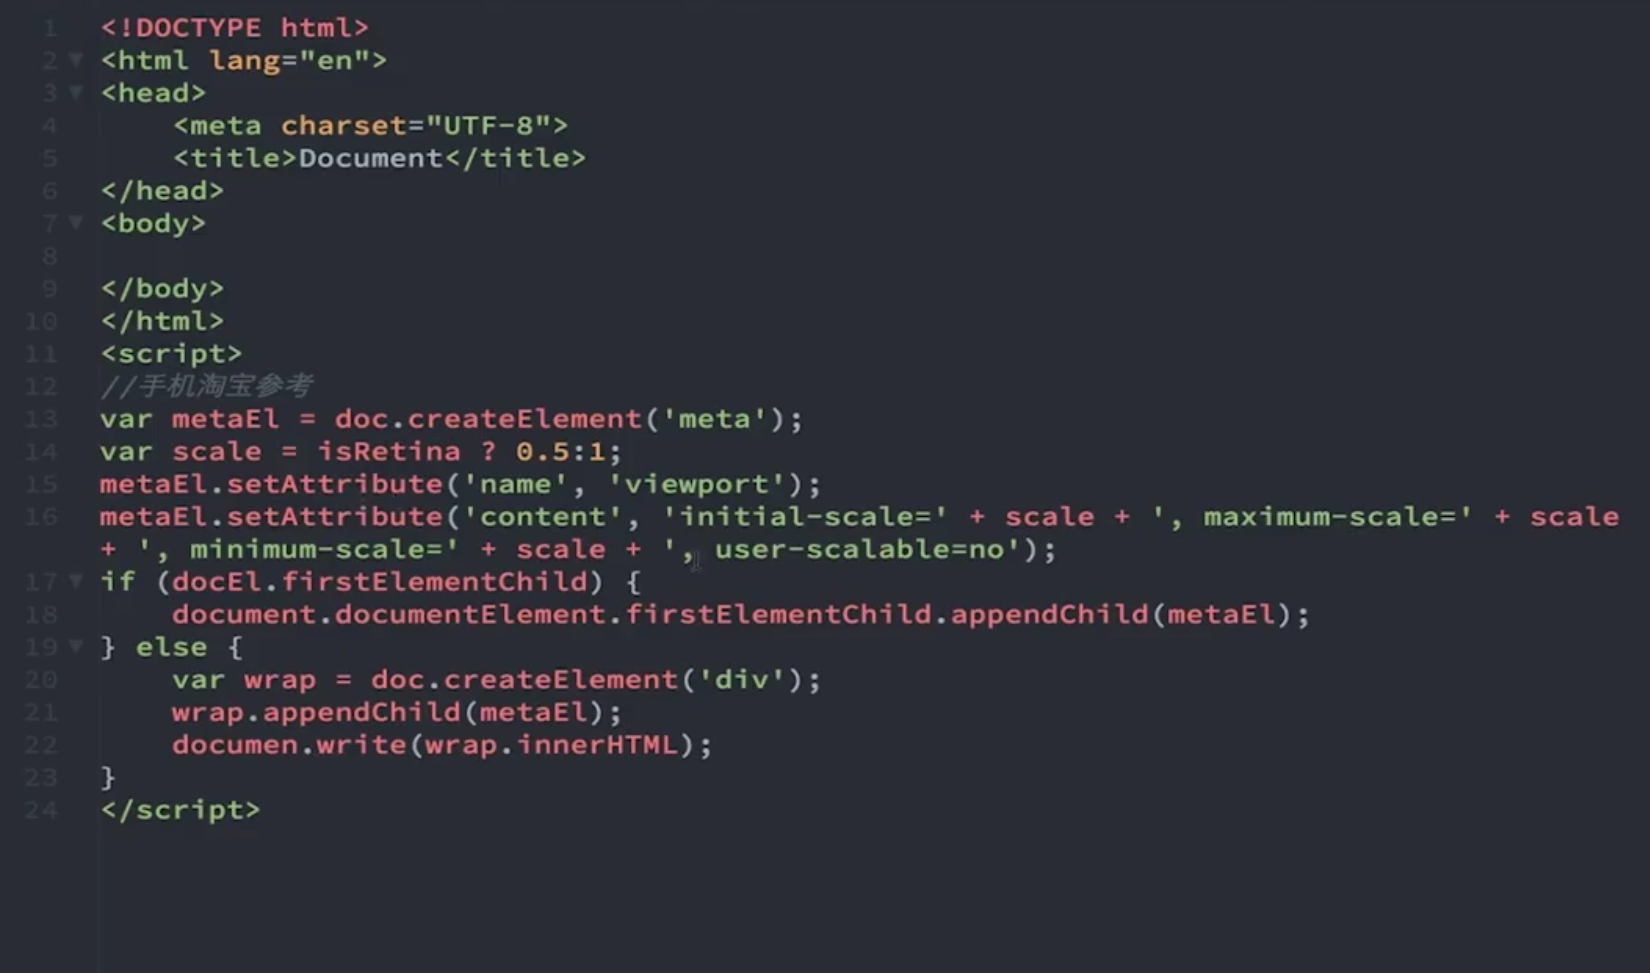 1 <!DOCTYPE html>
2 <html lang="en">
3 <head>
4 <meta charset="UTF-8">
5 <title>Document</title>
6 </head>
7 <body>
8
9 </body>
10 </html>
11 <script>
12 //手机淘宝参考
13 var metaEl = doc.createElement('meta');
14 var scale = isRetina ? 0.5:1;
15 metaEl.setAttribute('name', 'viewport');
16 metaEl.setAttribute('content', 'initial-scale=' + scale + ', maximum-scale=' + scale
+ ', minimum-scale=' + scale + ', user-scalable=no');
17 if (docEl.firstElementChild) {
18 document.documentElement.firstElementChild.appendChild(metaEl);
19 } else {
20 var wrap = doc.createElement('div');
21 wrap.appendChild(metaEl);
22 documen.write(wrap.innerHTML);
23 }
24 </script>